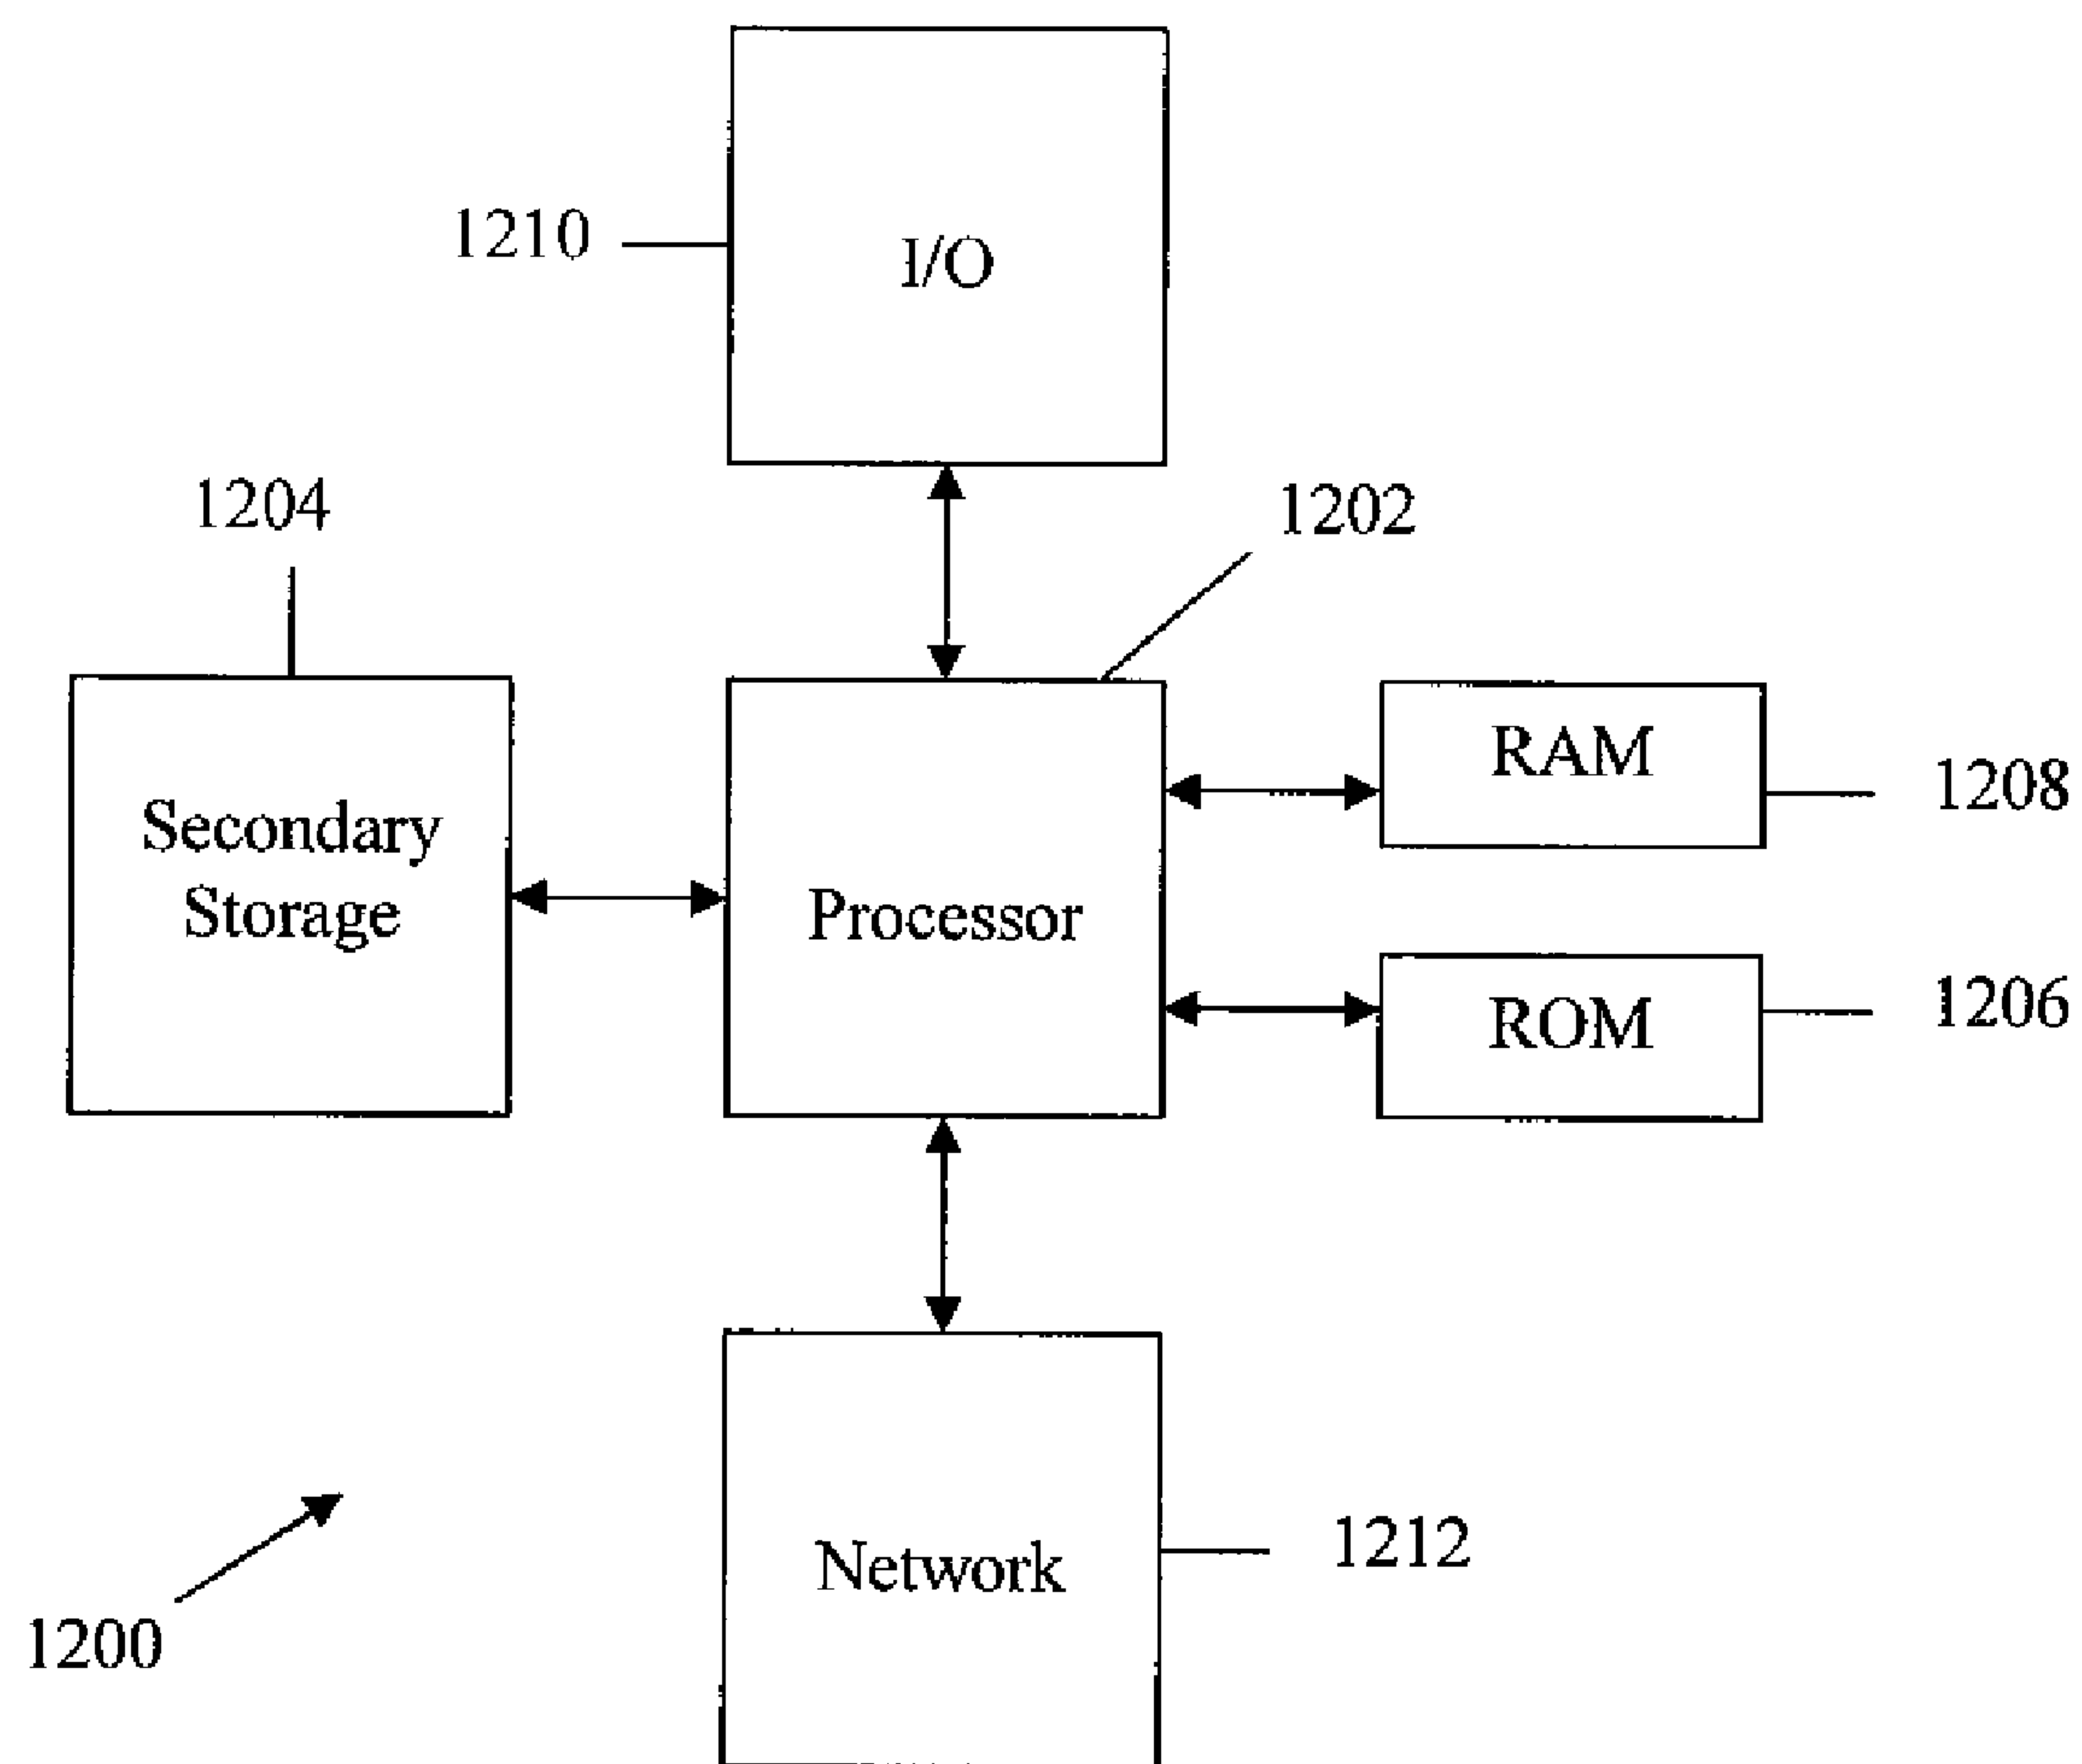 1210
I/O
1204
1202
Secondary
Storage
Processor
RAM
1208
ROM
1206
Network
1212
1200